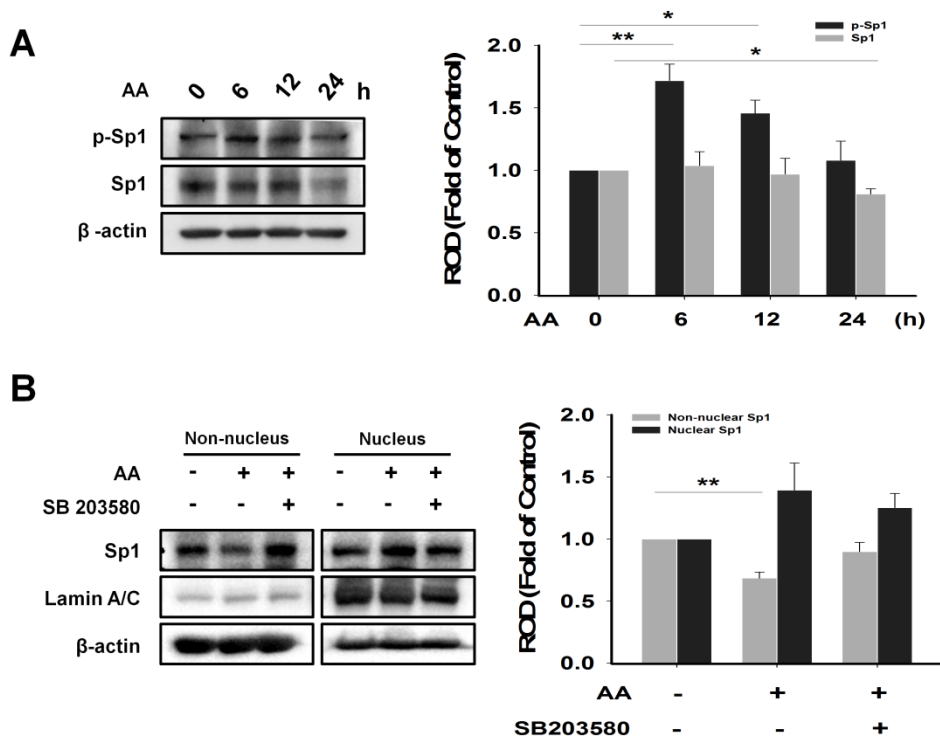 A
AA 0 6 12 24 h
p-Sp1
Sp1
β -actin
p-Sp1
Sp1
* 
** 
*
ROD (Fold of Control)
2.0
1.5
1.0
0.5
0.0
AA 0 6 12 24 (h)
B
Non-nucleus Nucleus
- + + - + + AA
- - + - - + SB 203580
Sp1
Lamin A/C
β-actin
Non-nuclear Sp1
Nuclear Sp1
**
ROD (Fold of Control)
2.0
1.5
1.0
0.5
0.0
AA - + +
SB203580 - - +